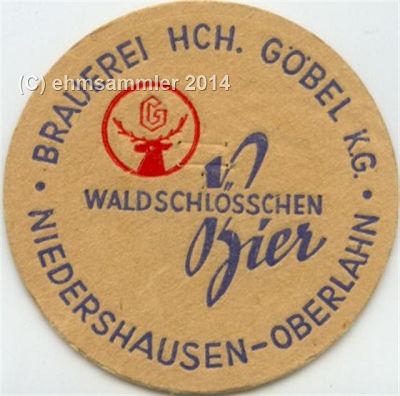 (C) ehmsammler 2014
· BRAUEREI HCH. GÖBEL K.G. ·
G
WALDSCHLÖSSCHEN
Bier
NIEDERSHAUSEN-OBERLAHN